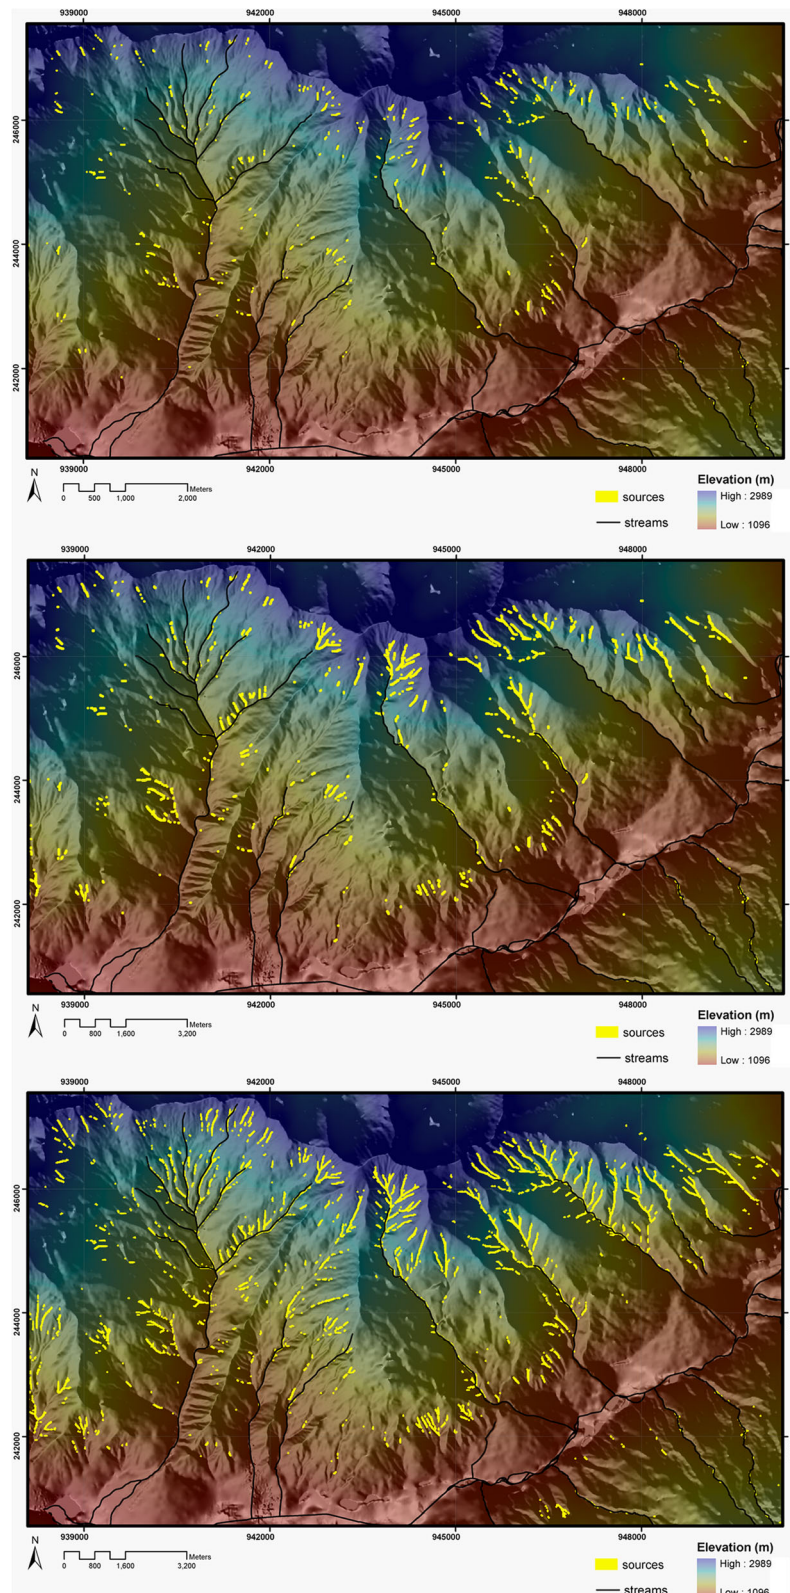 939000 942000 945000 948000
246000
244000
242000
939000 942000 945000 948000
N
0 500 1,000 2,000 Meters
sources
streams
Elevation (m)
High : 2989
Low : 1096
939000 942000 945000 948000
246000
244000
242000
939000 942000 945000 948000
N
0 800 1,600 3,200 Meters
sources
streams
Elevation (m)
High : 2989
Low : 1096
939000 942000 945000 948000
246000
244000
242000
939000 942000 945000 948000
N
0 800 1,600 3,200 Meters
sources
streams
Elevation (m)
High : 2989
Low : 1096